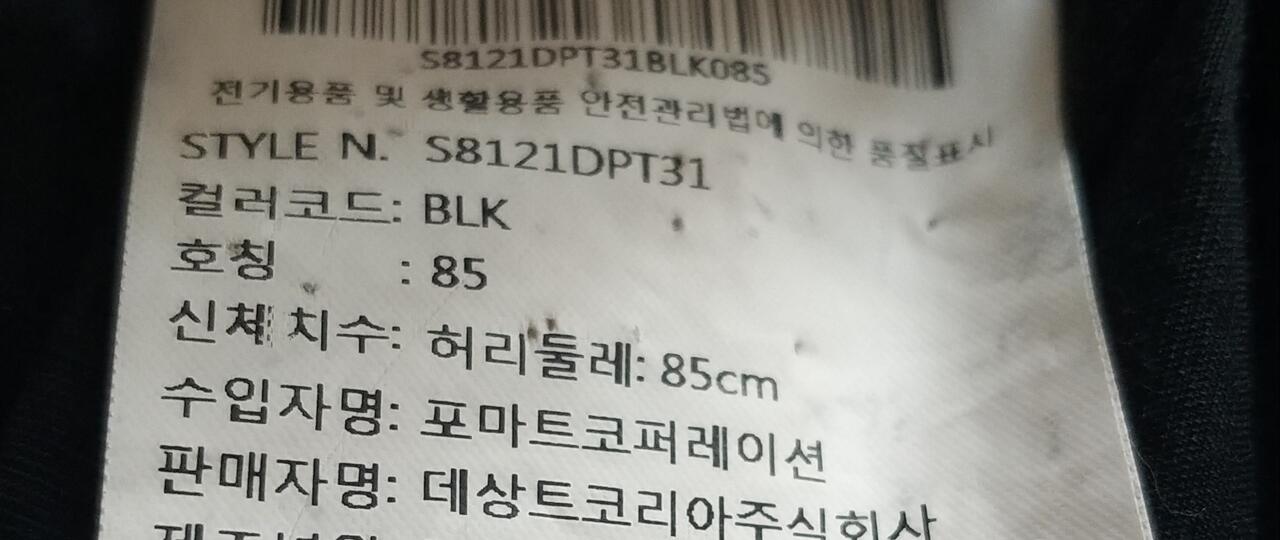 S8121DPT31BLK085
전기용품 및 생활용품 안전관리법에 의한 품질표시
STYLE N. S8121DPT31
컬러코드: BLK
호칭 : 85
신체 치수: 허리둘레: 85cm
수입자명: 포마트코퍼레이션
판매자명: 데상트코리아주식회사